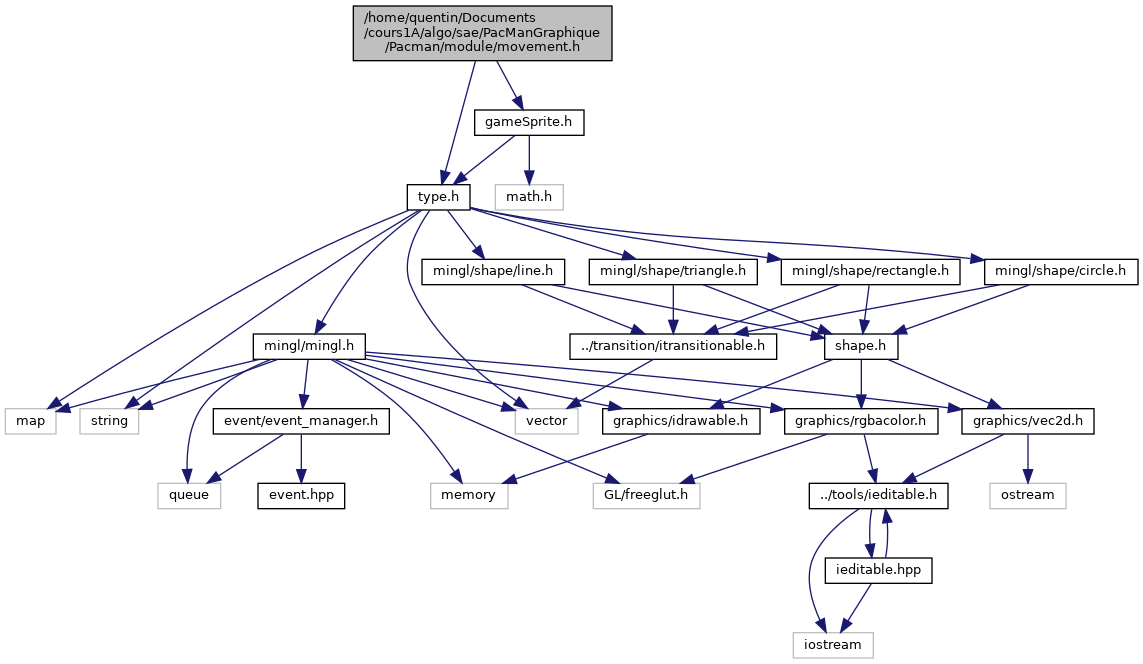 /home/quentin/Documents
/cours1A/algo/sae/PacManGraphique
/Pacman/module/movement.h
gameSprite.h
type.h
math.h
mingl/shape/line.h
mingl/shape/triangle.h
mingl/shape/rectangle.h
mingl/shape/circle.h
mingl/mingl.h
../transition/itransitionable.h
shape.h
map
string
event/event_manager.h
vector
graphics/idrawable.h
graphics/rgbacolor.h
graphics/vec2d.h
queue
event.hpp
memory
GL/freeglut.h
../tools/ieditable.h
ostream
ieditable.hpp
iostream